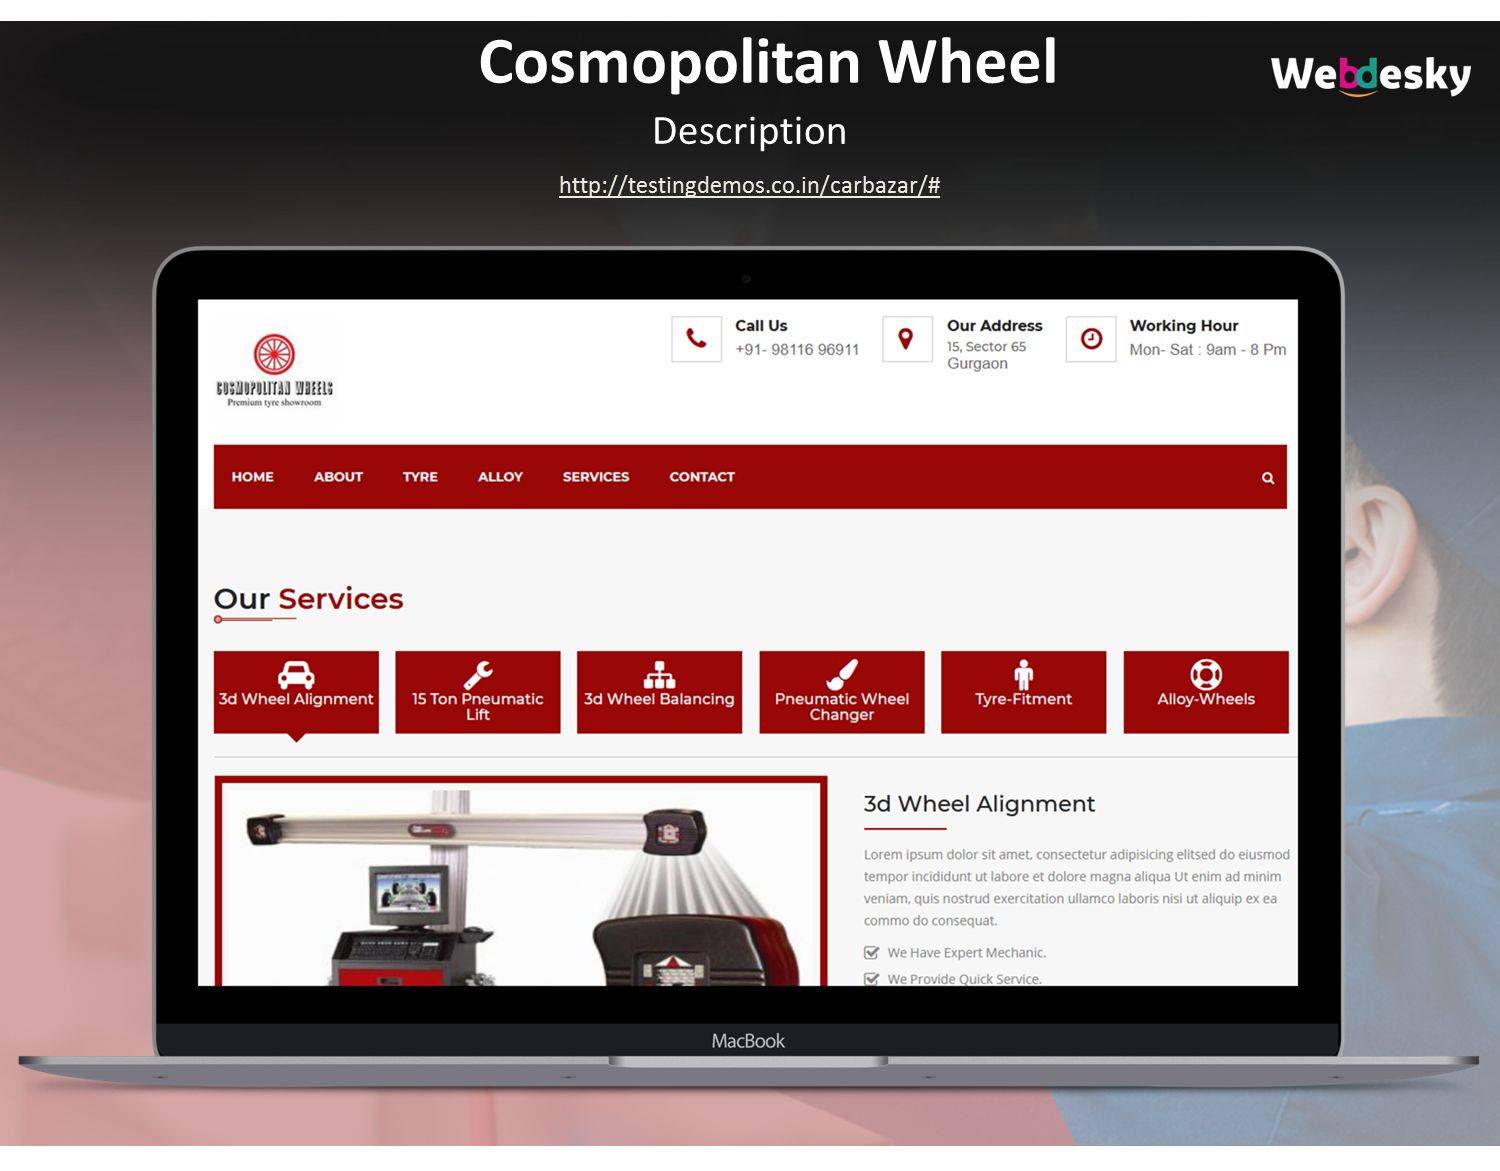 Cosmopolitan Wheel
Webdesky
Description
http://testingdemos.co.in/carbazar/#
COSMOPOLITAN WHEELS
Premium tyre showroom
Call Us
+91- 98116 96911
Our Address
15, Sector 65
Gurgaon
Working Hour
Mon- Sat : 9am - 8 Pm
HOME ABOUT TYRE ALLOY SERVICES CONTACT
Our Services
3d Wheel Alignment
15 Ton Pneumatic
Lift
3d Wheel Balancing
Pneumatic Wheel
Changer
Tyre-Fitment
Alloy-Wheels
3d Wheel Alignment
Lorem ipsum dolor sit amet, consectetur adipisicing elitsed do eiusmod
tempor incididunt ut labore et dolore magna aliqua Ut enim ad minim
veniam, quis nostrud exercitation ullamco laboris nisi ut aliquip ex ea
commo do consequat.
We Have Expert Mechanic.
We Provide Quick Service.
MacBook